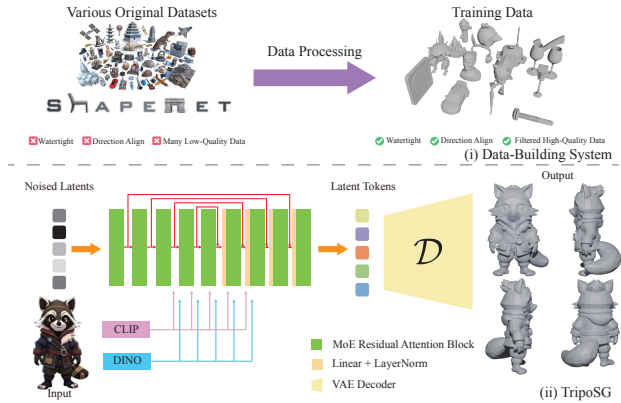 Various Original Datasets
Training Data
Data Processing
SHAPENET
Watertight
Direction Align
Many Low-Quality Data
Watertight
Direction Align
Filtered High-Quality Data
(i) Data-Building System
Noised Latents
Latent Tokens
Output
D
CLIP
DINO
Input
MoE Residual Attention Block
Linear + LayerNorm
VAE Decoder
(ii) TripoSG